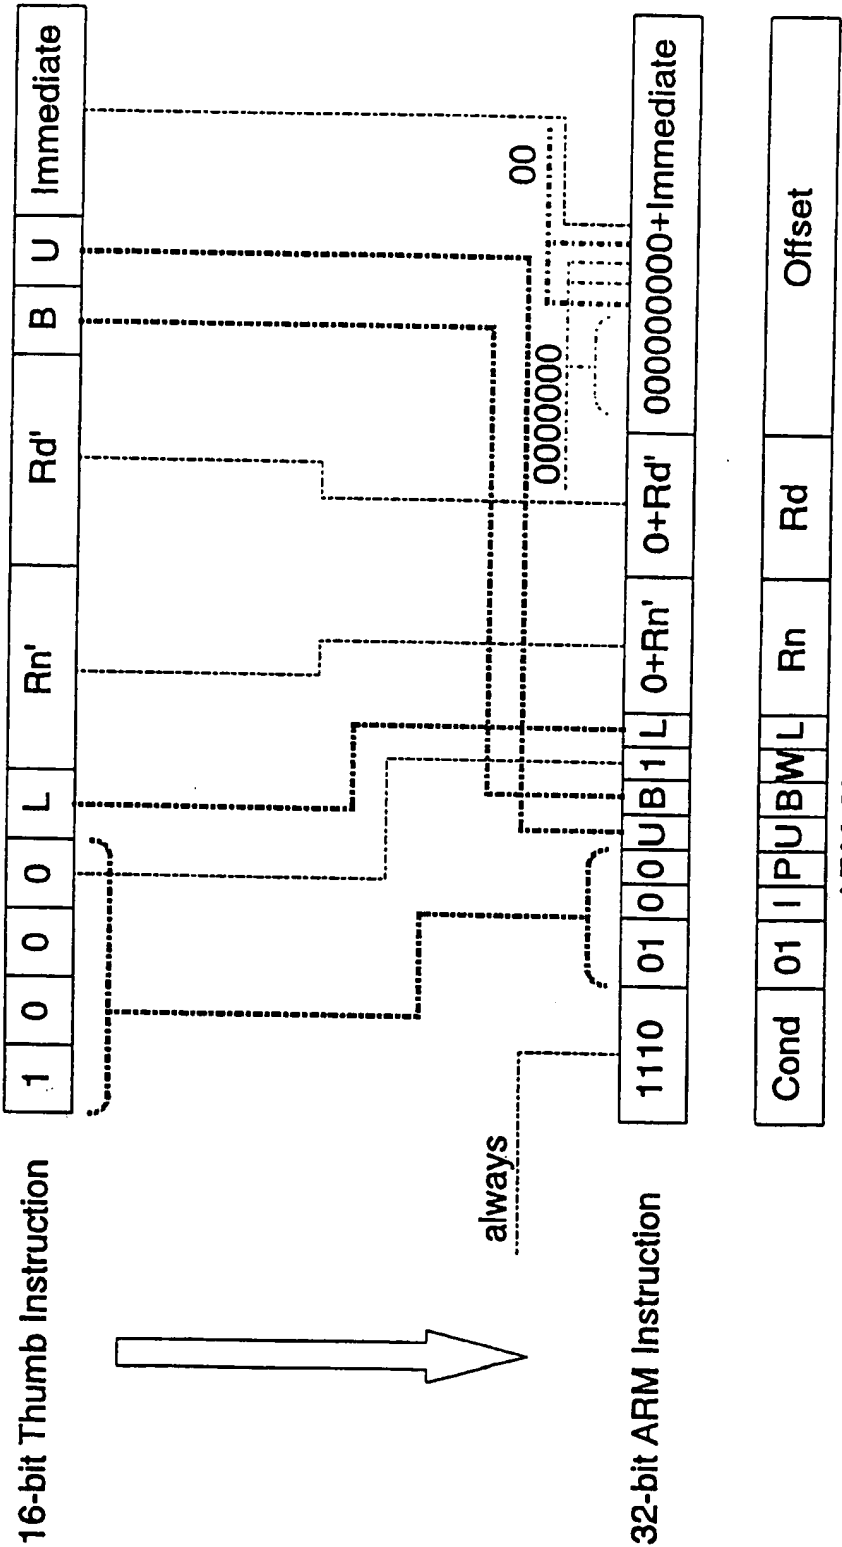 16-bit Thumb Instruction
1 0 0 0 L Rn' Rd' B U Immediate
always
0000000
00
32-bit ARM Instruction
1110 01 0 0 U B 1 L 0+Rn' 0+Rd' 000000000+Immediate
Cond 01 I P U B W L Rn Rd Offset